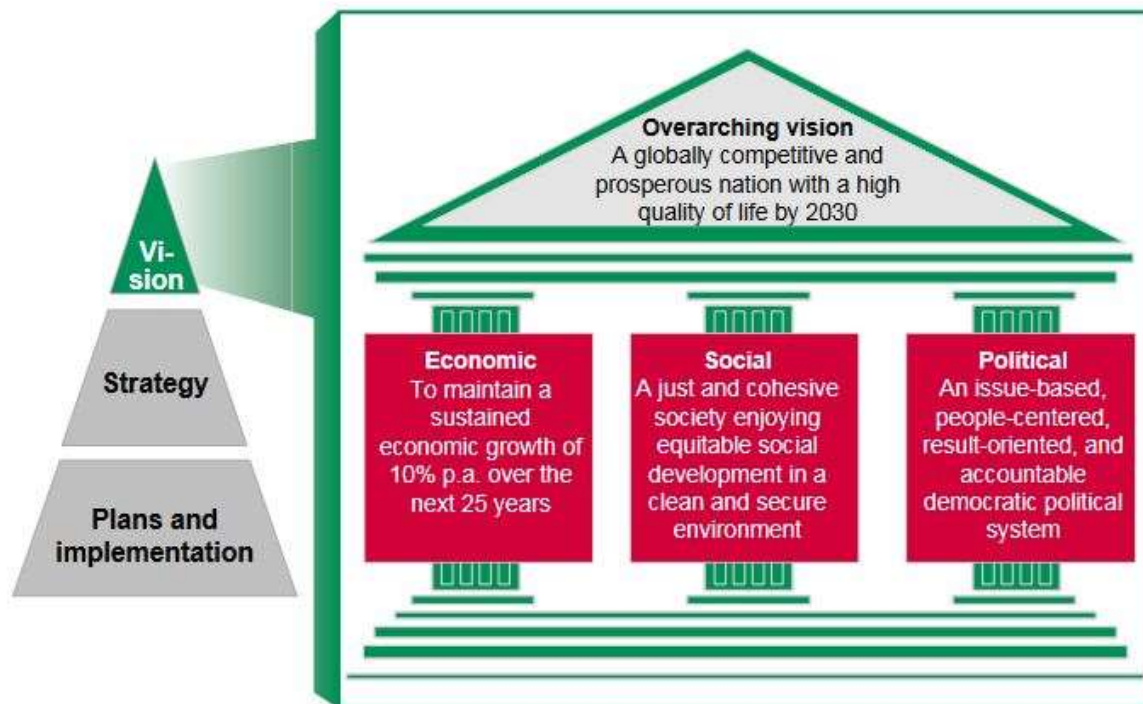 Vi-
sion
Strategy
Plans and
implementation
Overarching vision
A globally competitive and
prosperous nation with a high
quality of life by 2030
Economic
To maintain a
sustained
economic growth of
10% p.a. over the
next 25 years
Social
A just and cohesive
society enjoying
equitable social
development in a
clean and secure
environment
Political
An issue-based,
people-centered,
result-oriented, and
accountable
democratic political
system